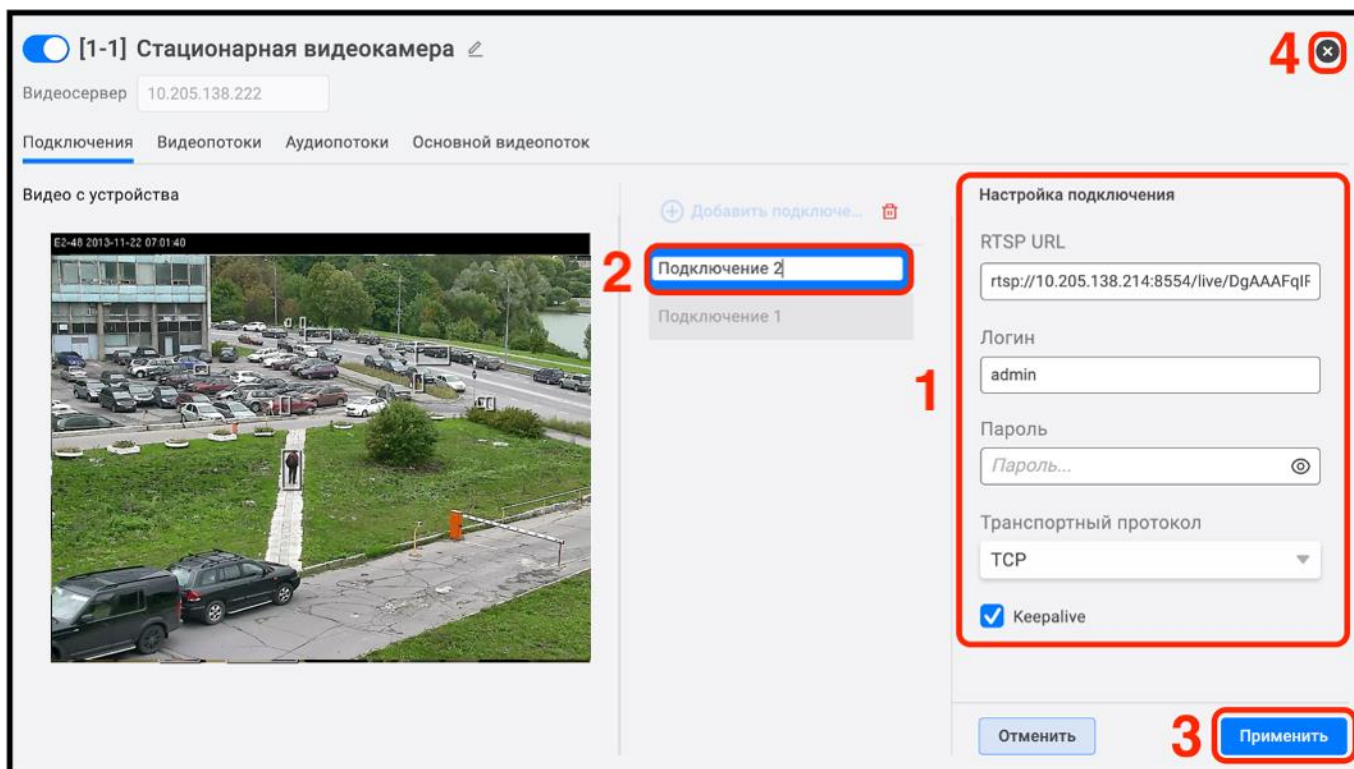 [1-1] Стационарная видеокамера
4
Видеосервер 10.205.138.222
Подключения Видеопотоки Аудиопотоки Основной видеопоток
Видео с устройства
E2-48 2013-11-22 07:01:40
Добавить подключе...
2
Подключение 2
Подключение 1
1
Настройка подключения
RTSP URL
rtsp://10.205.138.214:8554/live/DgAAAFqIF
Логин
admin
Пароль
Пароль...
Транспортный протокол
TCP
Keepalive
Отменить
3
Применить